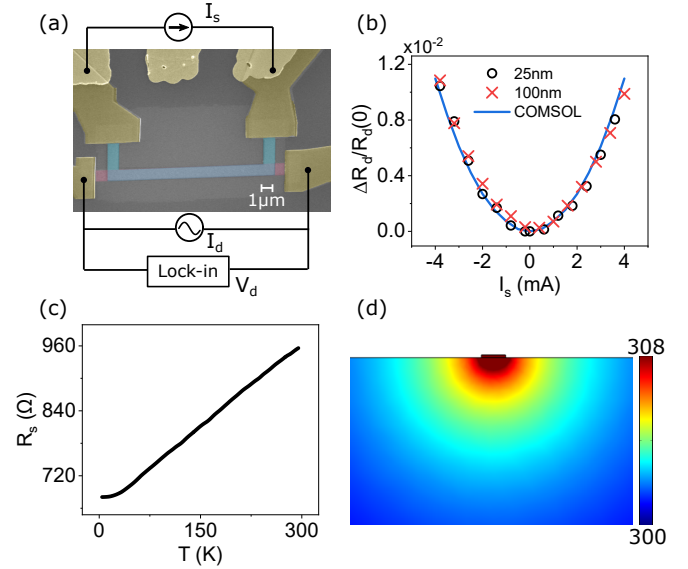 (a)
I_s
1μm
I_d
Lock-in
V_d
(b)
×10⁻²
1.2
0.8
0.4
0.0
ΔR_d/R_d(0)
25nm
100nm
COMSOL
-4 -2 0 2 4
I_s (mA)
(c)
960
840
720
R_s (Ω)
0 150 300
T (K)
(d)
308
300